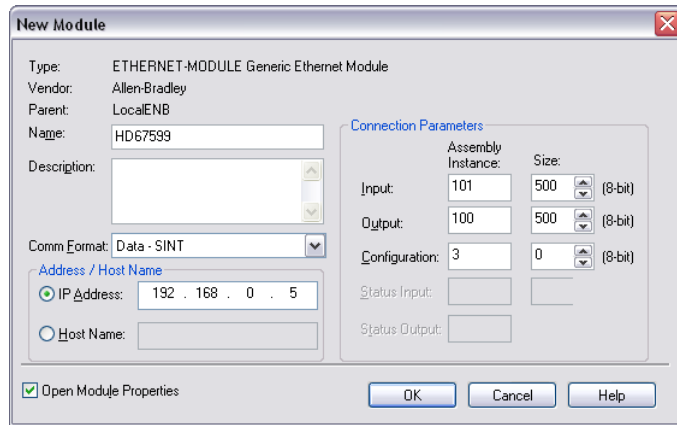 New Module
Type: ETHERNET-MODULE Generic Ethernet Module
Vendor: Allen-Bradley
Parent: LocalENB
Name: HD67599
Description:
Comm Format: Data - SINT
Address / Host Name
IP Address: 192 . 168 . 0 . 5
Host Name:
Connection Parameters
Assembly
Instance: Size:
Input: 101 500 (8-bit)
Output: 100 500 (8-bit)
Configuration: 3 0 (8-bit)
Status Input:
Status Output:
Open Module Properties
OK Cancel Help